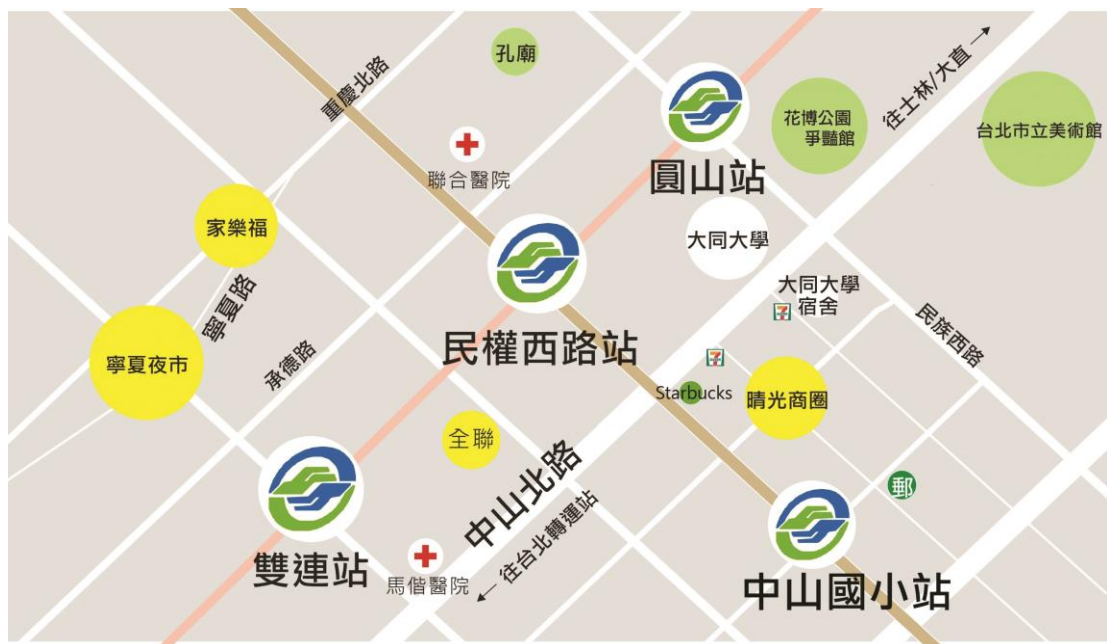 孔廟
重慶北路
往士林/大直
花博公園
爭豔館
台北市立美術館
聯合醫院
圓山站
家樂福
大同大學
大同大學
宿舍
寧夏路
7
民族西路
民權西路站
寧夏夜市
承德路
7
Starbucks
晴光商圈
全聯
中山北路
郵
往台北轉運站
雙連站
馬偕醫院
中山國小站